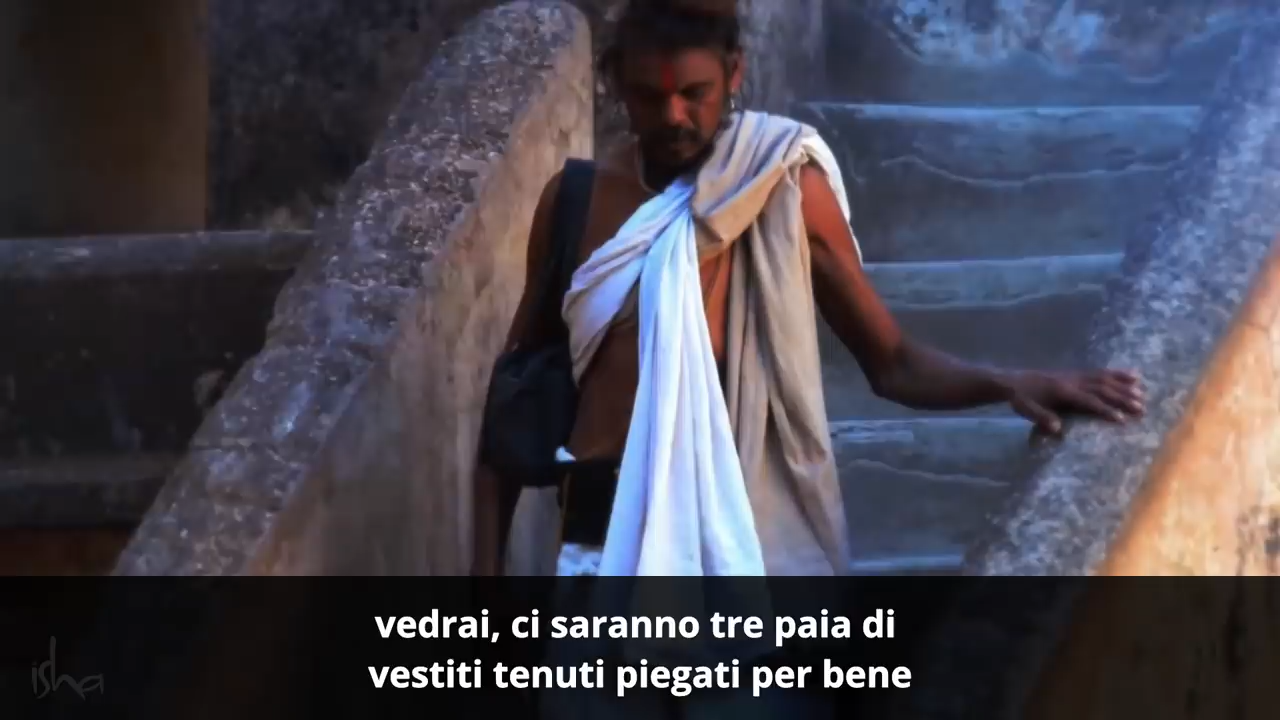 vedrai, ci saranno tre paia di
vestiti tenuti piegati per bene
isha